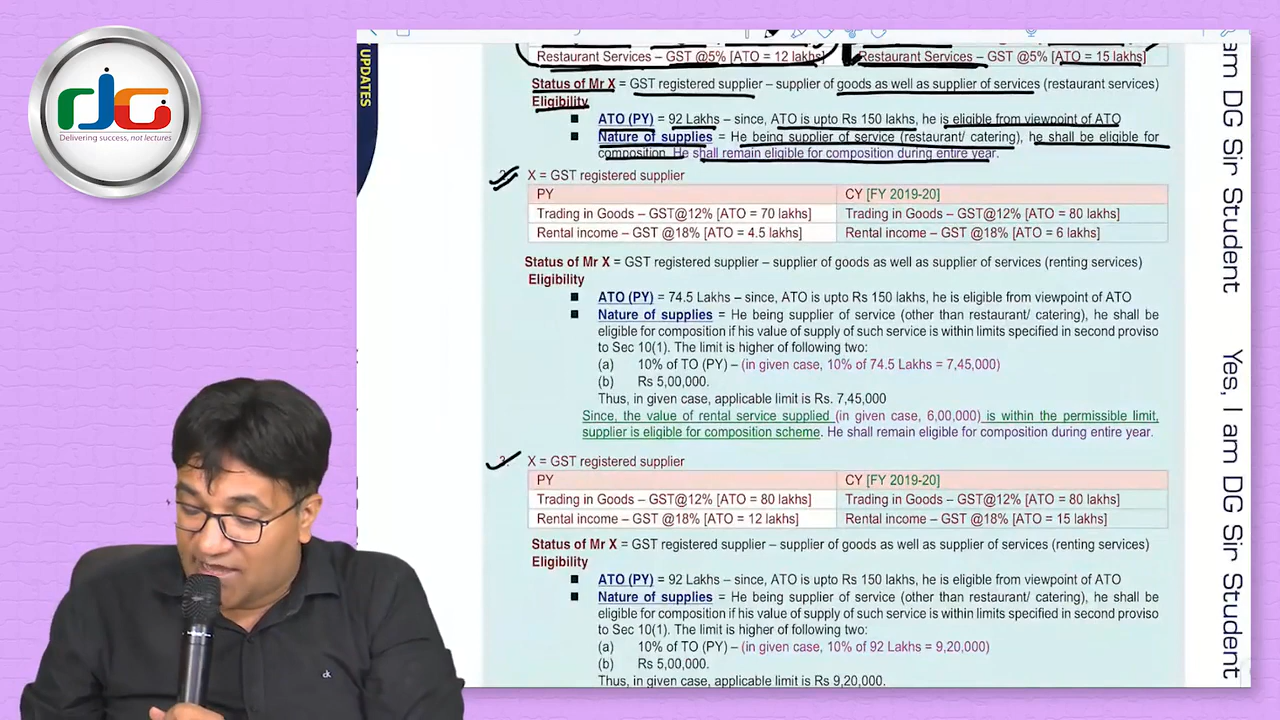 DG
Delivering success, not lectures
UPDATES
Restaurant Services – GST @5% [ATO = 12 lakhs]
Restaurant Services – GST @5% [ATO = 15 lakhs]
Status of Mr X = GST registered supplier – supplier of goods as well as supplier of services (restaurant services)
Eligibility
■ ATO (PY) = 92 Lakhs – since, ATO is upto Rs 150 lakhs, he is eligible from viewpoint of ATO
■ Nature of supplies = He being supplier of service (restaurant/ catering), he shall be eligible for
composition. He shall remain eligible for composition during entire year.
X = GST registered supplier
PY CY [FY 2019-20]
Trading in Goods – GST@12% [ATO = 70 lakhs] Trading in Goods – GST@12% [ATO = 80 lakhs]
Rental income – GST @18% [ATO = 4.5 lakhs] Rental income – GST @18% [ATO = 6 lakhs]
Status of Mr X = GST registered supplier – supplier of goods as well as supplier of services (renting services)
Eligibility
■ ATO (PY) = 74.5 Lakhs – since, ATO is upto Rs 150 lakhs, he is eligible from viewpoint of ATO
■ Nature of supplies = He being supplier of service (other than restaurant/ catering), he shall be
eligible for composition if his value of supply of such service is within limits specified in second proviso
to Sec 10(1). The limit is higher of following two:
(a) 10% of TO (PY) – (in given case, 10% of 74.5 Lakhs = 7,45,000)
(b) Rs 5,00,000.
Thus, in given case, applicable limit is Rs. 7,45,000
Since, the value of rental service supplied (in given case, 6,00,000) is within the permissible limit,
supplier is eligible for composition scheme. He shall remain eligible for composition during entire year.
X = GST registered supplier
PY CY [FY 2019-20]
Trading in Goods – GST@12% [ATO = 80 lakhs] Trading in Goods – GST@12% [ATO = 80 lakhs]
Rental income – GST @18% [ATO = 12 lakhs] Rental income – GST @18% [ATO = 15 lakhs]
Status of Mr X = GST registered supplier – supplier of goods as well as supplier of services (renting services)
Eligibility
■ ATO (PY) = 92 Lakhs – since, ATO is upto Rs 150 lakhs, he is eligible from viewpoint of ATO
■ Nature of supplies = He being supplier of service (other than restaurant/ catering), he shall be
eligible for composition if his value of supply of such service is within limits specified in second proviso
to Sec 10(1). The limit is higher of following two:
(a) 10% of TO (PY) – (in given case, 10% of 92 Lakhs = 9,20,000)
(b) Rs 5,00,000.
Thus, in given case, applicable limit is Rs 9,20,000.
am DG Sir Student
Yes, I am DG Sir Student
cK